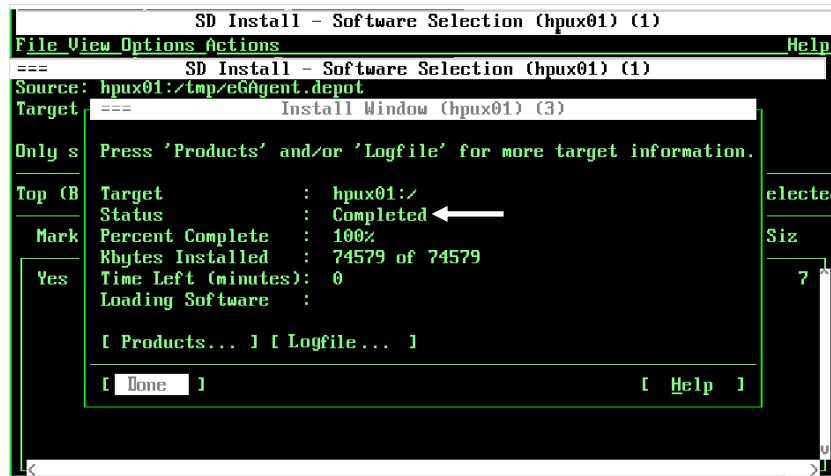 SD Install - Software Selection (hpux01) (1)
File View Options Actions Help
=== SD Install - Software Selection (hpux01) (1)
Source: hpux01:/tmp/eGAgent.depot
Target === Install Window (hpux01) (3)
Only s Press 'Products' and/or 'Logfile' for more target information.
Top (B Target : hpux01:/ electe
Status : Completed
Mark Percent Complete : 100% Siz
Kbytes Installed : 74579 of 74579
Yes Time Left (minutes): 0 7
Loading Software :
[ Products... ] [ Logfile... ]
[ Done ] [ Help ]